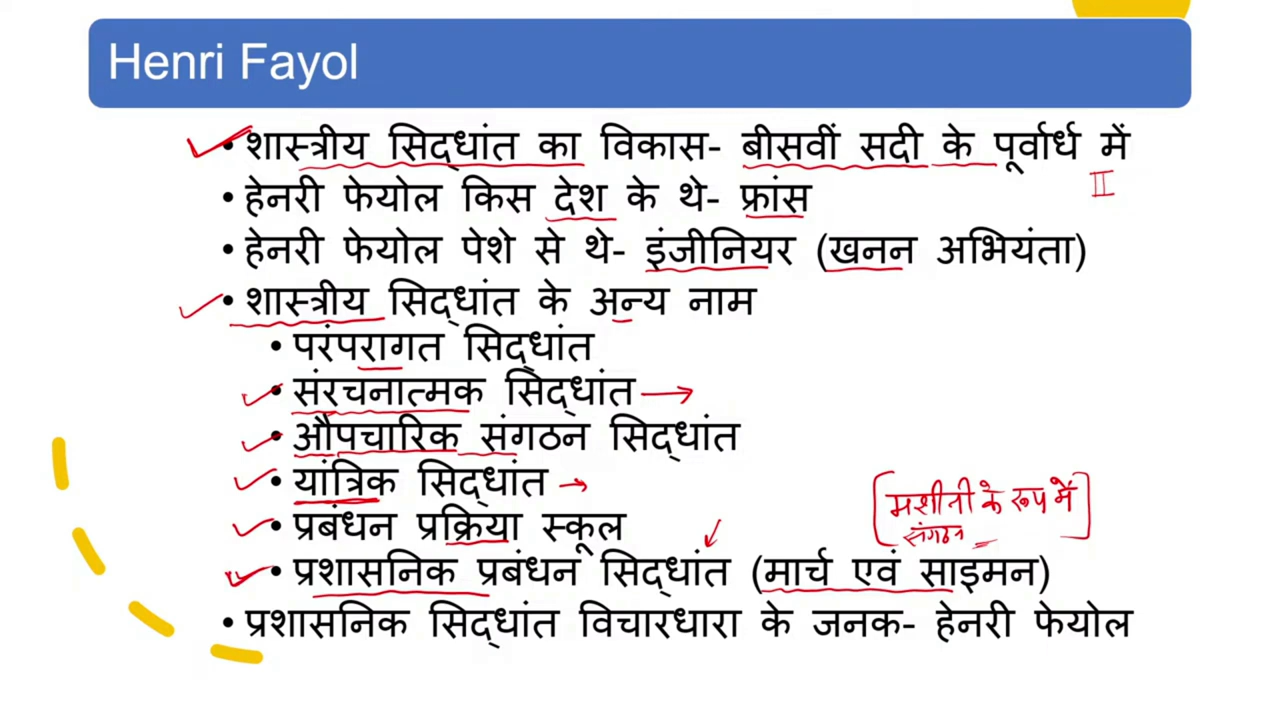 Henri Fayol
• शास्त्रीय सिद्धांत का विकास- बीसवीं सदी के पूर्वार्ध में
II
• हेनरी फेयोल किस देश के थे- फ्रांस
• हेनरी फेयोल पेशे से थे- इंजीनियर (खनन अभियंता)
• शास्त्रीय सिद्धांत के अन्य नाम
• परंपरागत सिद्धांत
• संरचनात्मक सिद्धांत
• औपचारिक संगठन सिद्धांत
• यांत्रिक सिद्धांत
[मशीनी के रूप में
संगठन]
• प्रबंधन प्रक्रिया स्कूल
• प्रशासनिक प्रबंधन सिद्धांत (मार्च एवं साइमन)
• प्रशासनिक सिद्धांत विचारधारा के जनक- हेनरी फेयोल